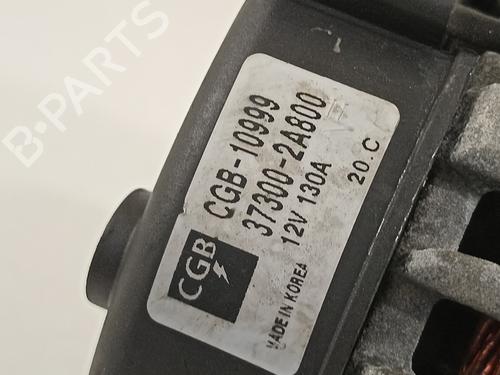 CGB-10999
37300-2A800
12V 130A
20.C
CGB
MADE IN KOREA
B-PARTS